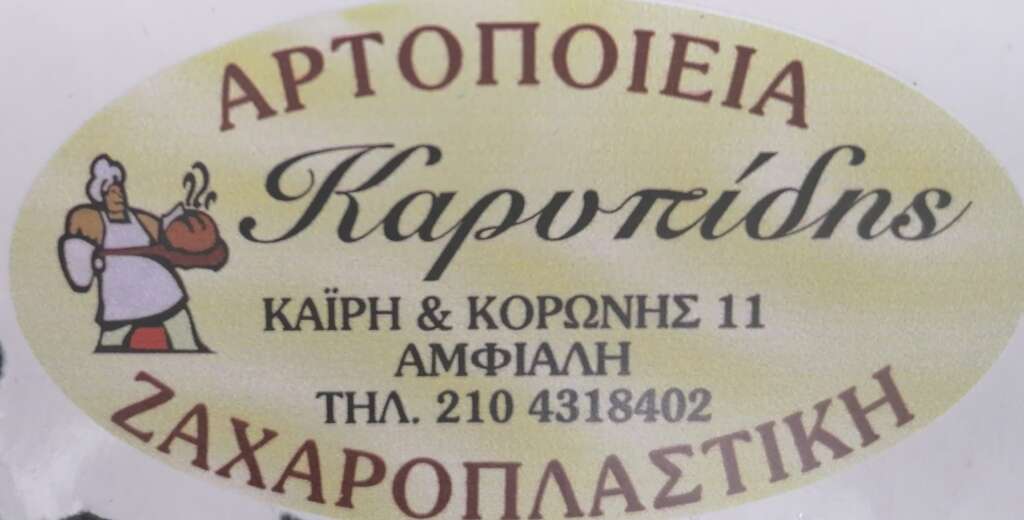 ΑΡΤΟΠΟΙΕΙΑ
Καρυπίδης
ΚΑΪΡΗ & ΚΟΡΩΝΗΣ 11
ΑΜΦΙΑΛΗ
ΤΗΛ. 210 4318402
ΖΑΧΑΡΟΠΛΑΣΤΙΚΗ